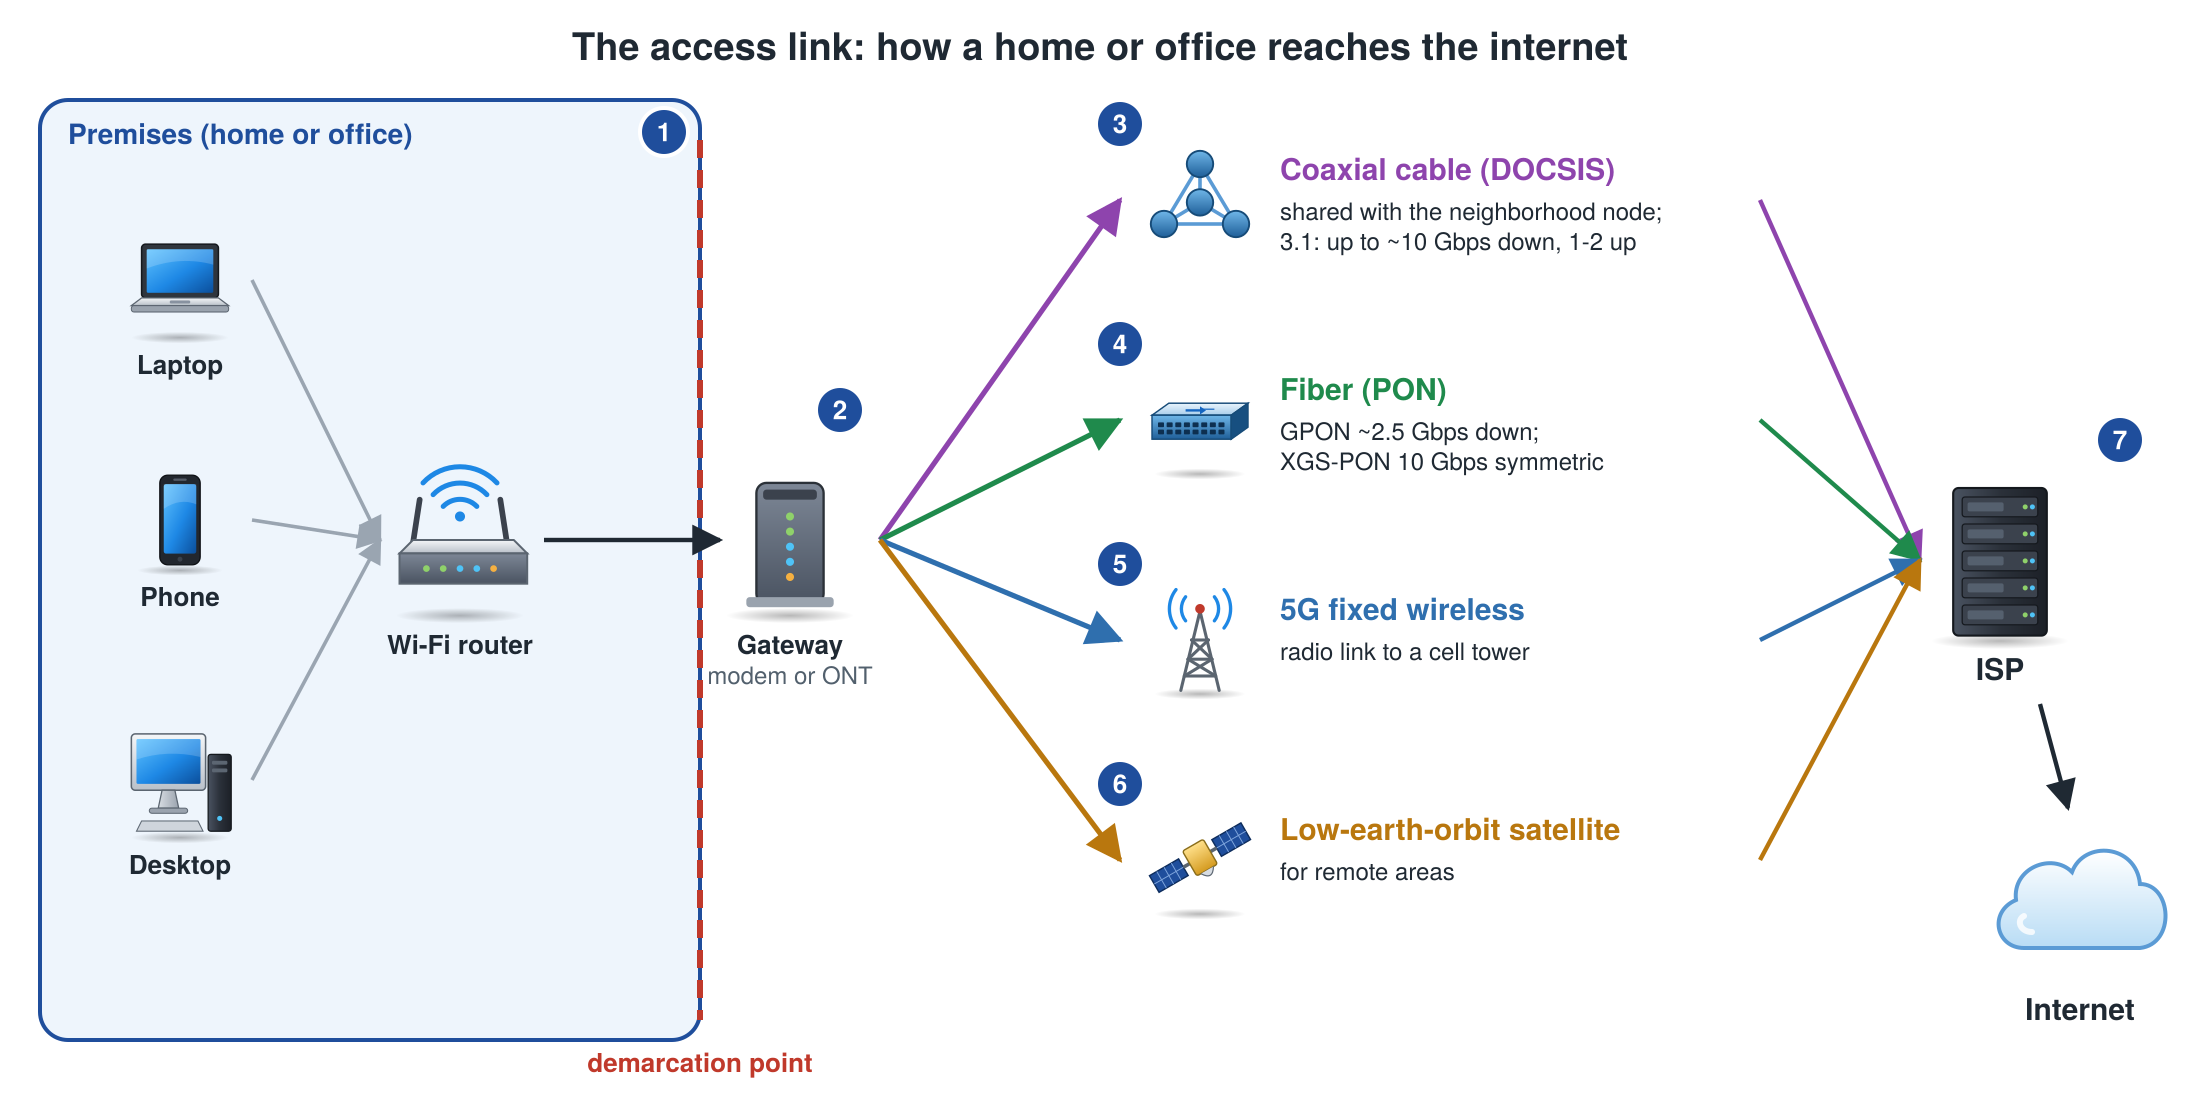 The access link: how a home or office reaches the internet
Premises (home or office)
1
Laptop
Phone
Desktop
Wi-Fi router
demarcation point
2
Gateway
modem or ONT
3
Coaxial cable (DOCSIS)
shared with the neighborhood node;
3.1: up to ~10 Gbps down, 1-2 up
4
Fiber (PON)
GPON ~2.5 Gbps down;
XGS-PON 10 Gbps symmetric
5
5G fixed wireless
radio link to a cell tower
6
Low-earth-orbit satellite
for remote areas
7
ISP
Internet